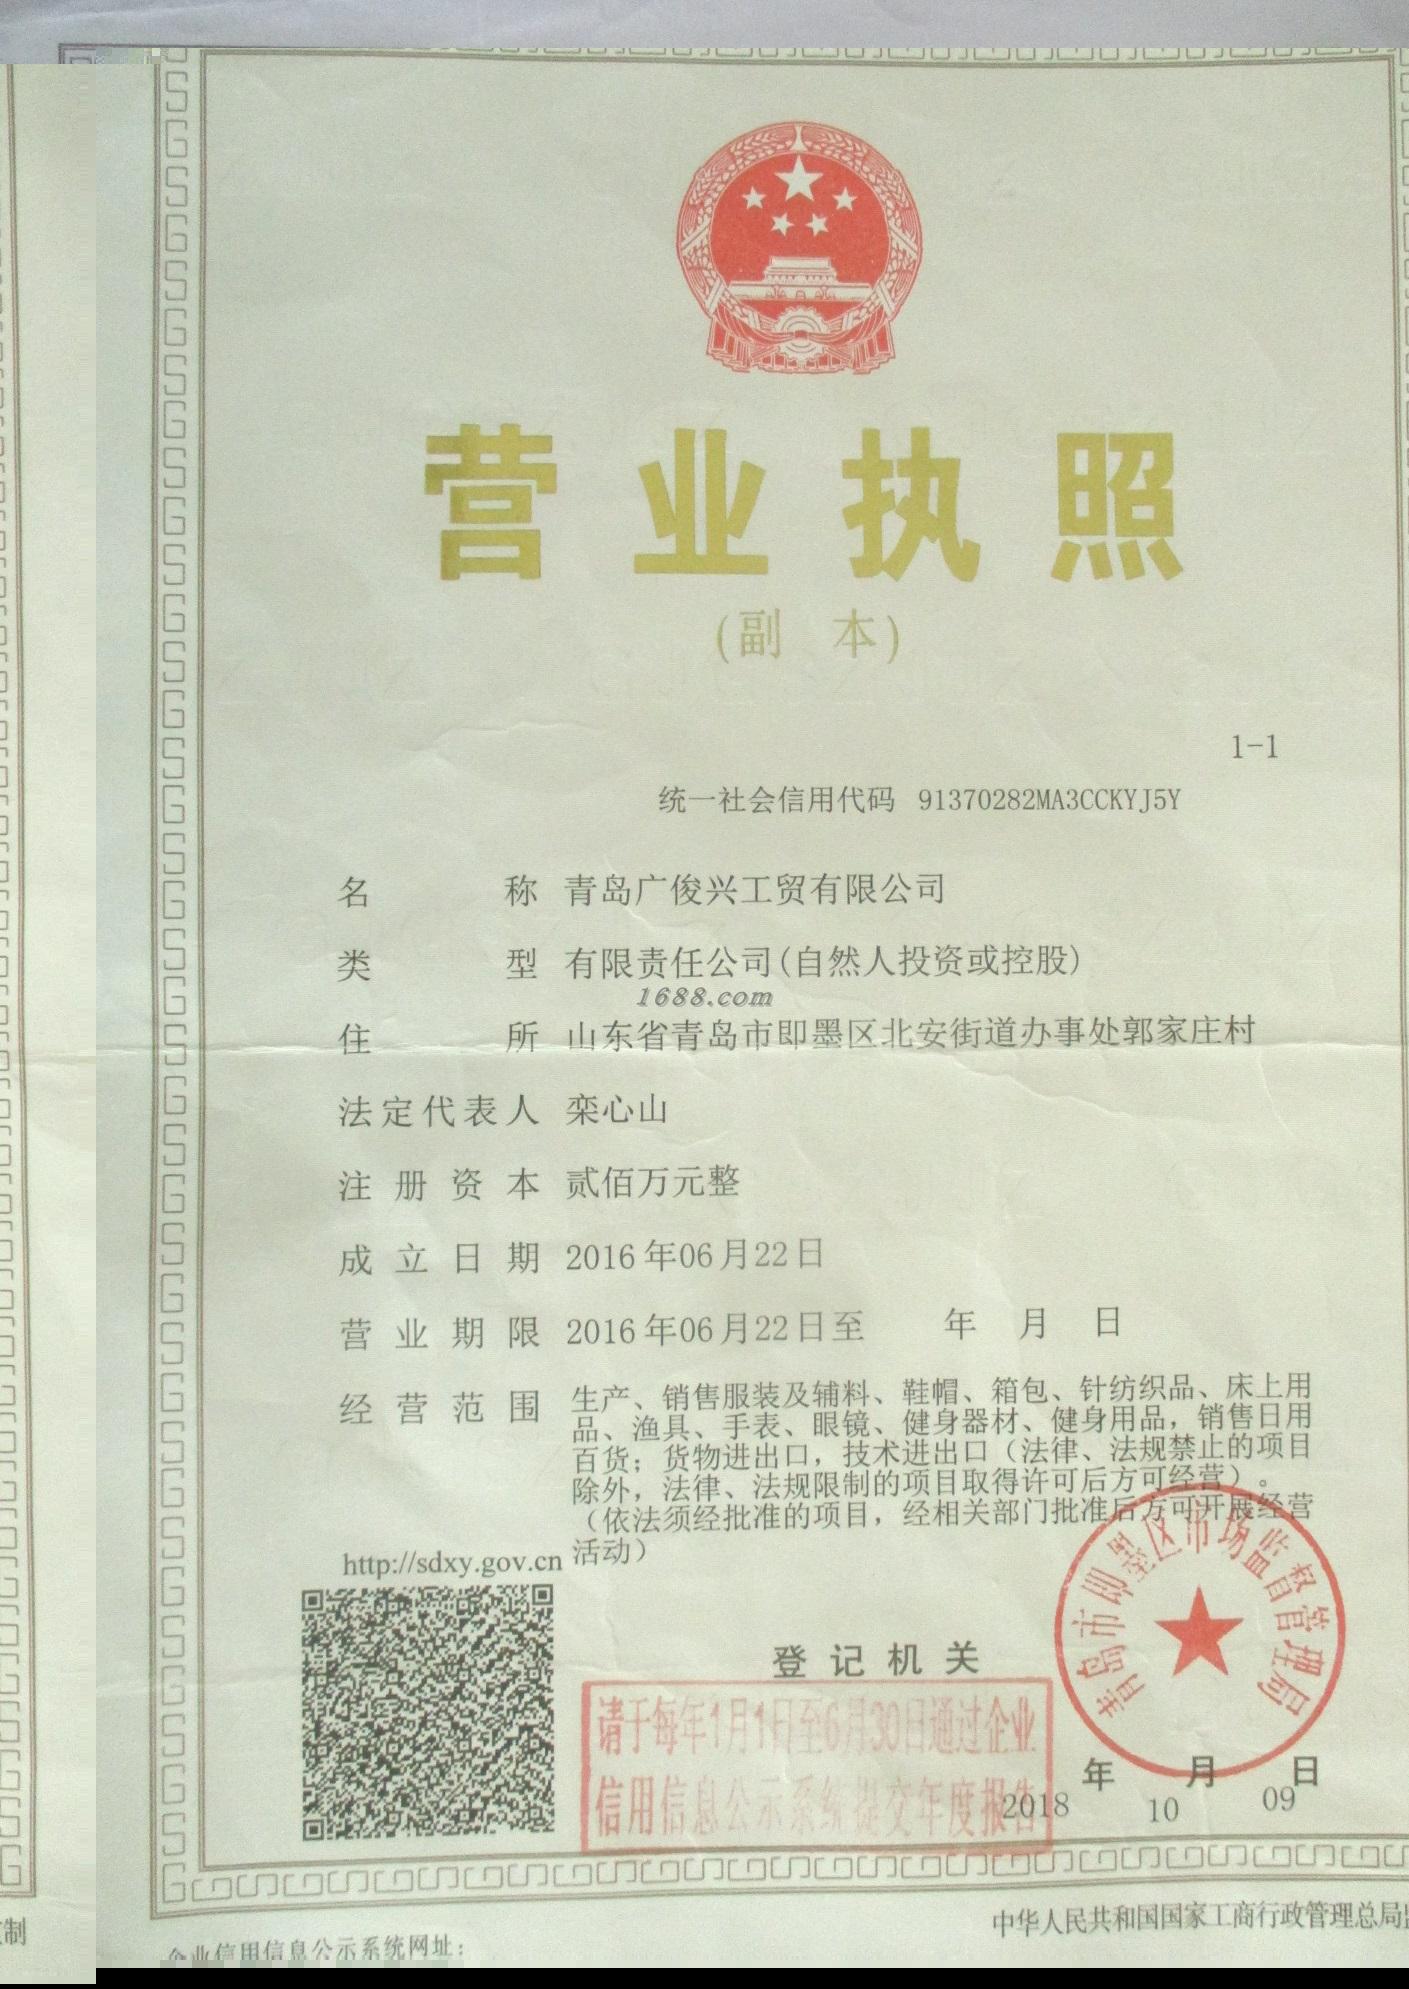 营业执照
(副 本)
1-1
统一社会信用代码 91370282MA3CCKYJ5Y
名 称 青岛广俊兴工贸有限公司
类 型 有限责任公司(自然人投资或控股)
1688.com
住 所 山东省青岛市即墨区北安街道办事处郭家庄村
法定代表人 栾心山
注册资本 贰佰万元整
成立日期 2016年06月22日
营业期限 2016年06月22日至 年 月 日
经营范围 生产、销售服装及辅料、鞋帽、箱包、针纺织品、床上用
品、渔具、手表、眼镜、健身器材、健身用品，销售日用
百货；货物进出口，技术进出口（法律、法规禁止的项目
除外，法律、法规限制的项目取得许可后方可经营）。
（依法须经批准的项目，经相关部门批准后方可开展经营
活动）
http://sdxy.gov.cn
登记机关
青岛市即墨区市场监督管理局
请于每年1月1日至6月30日通过企业
信用信息公示系统提交年度报告
年 月 日
2018 10 09
制
企业信用信息公示系统网址：
中华人民共和国国家工商行政管理总局监